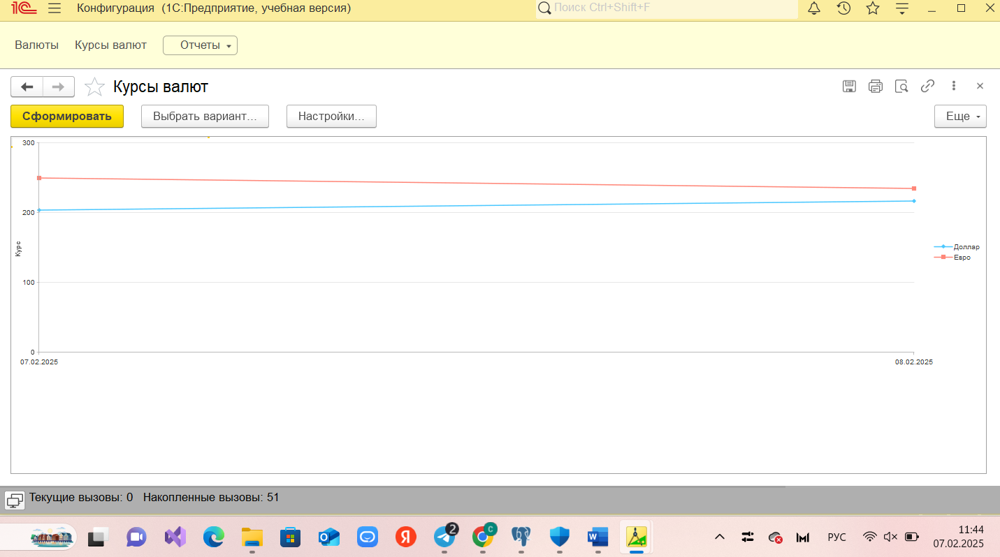 1С Конфигурация (1С:Предприятие, учебная версия) Поиск Ctrl+Shift+F
Валюты Курсы валют Отчеты
Курсы валют
Сформировать Выбрать вариант... Настройки... Еще
300
200
Курс
Доллар
Евро
100
0
07.02.2025 08.02.2025
Текущие вызовы: 0 Накопленные вызовы: 51
2 C
Я W РУС 11:44
07.02.2025